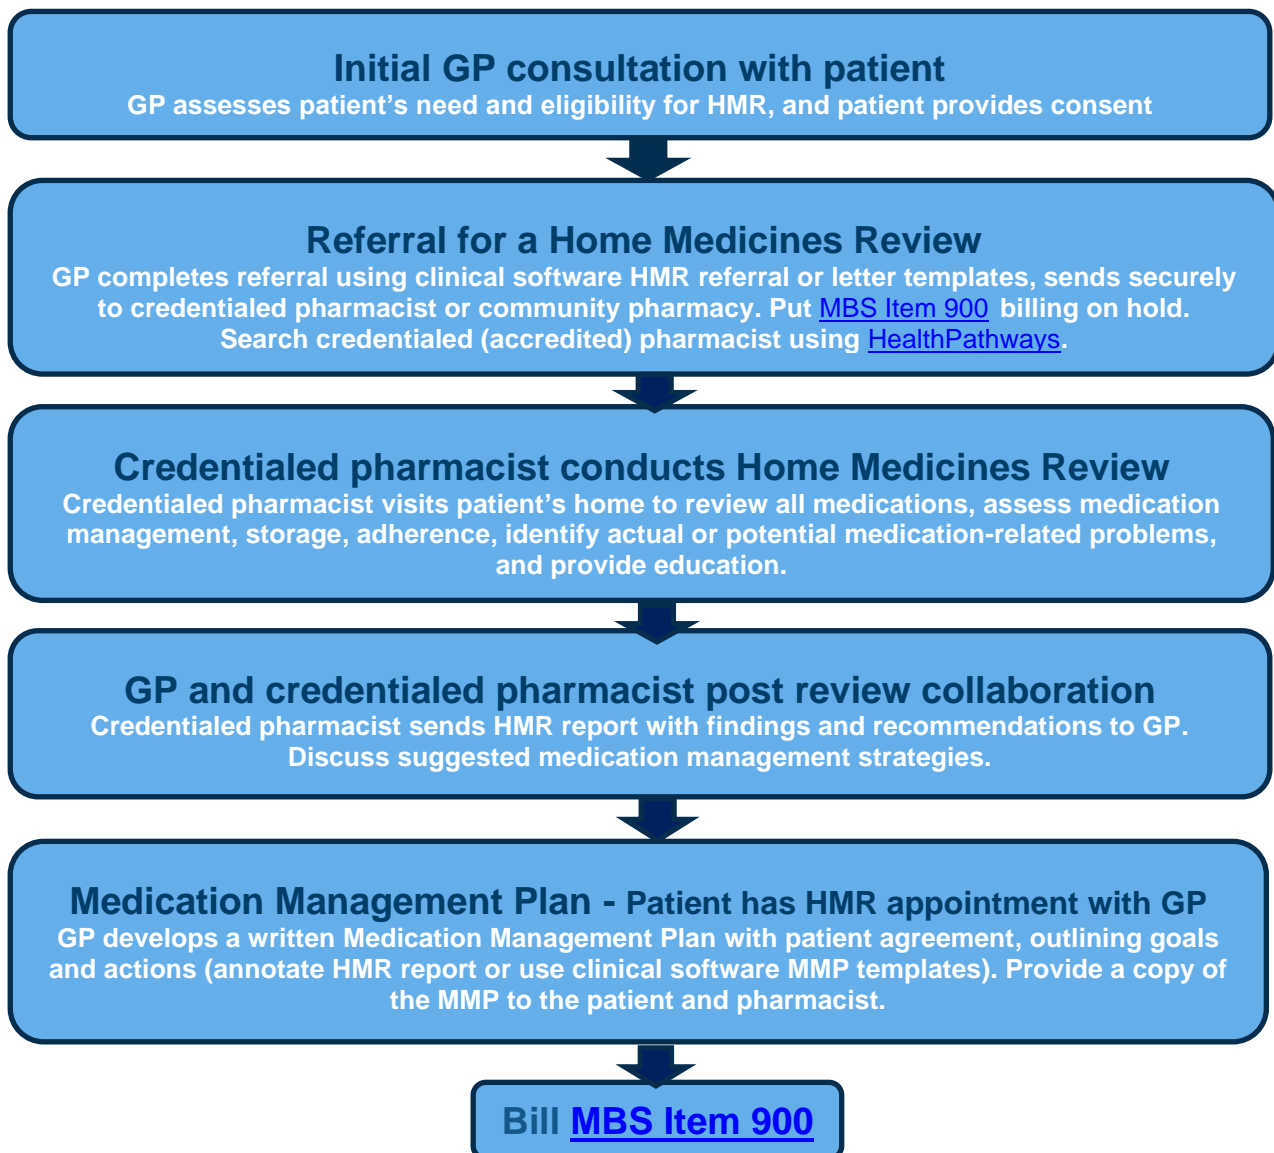 Initial GP consultation with patient
GP assesses patient's need and eligibility for HMR, and patient provides consent
Referral for a Home Medicines Review
GP completes referral using clinical software HMR referral or letter templates, sends securely
to credentialed pharmacist or community pharmacy. Put MBS Item 900 billing on hold.
Search credentialed (accredited) pharmacist using HealthPathways.
Credentialed pharmacist conducts Home Medicines Review
Credentialed pharmacist visits patient's home to review all medications, assess medication
management, storage, adherence, identify actual or potential medication-related problems,
and provide education.
GP and credentialed pharmacist post review collaboration
Credentialed pharmacist sends HMR report with findings and recommendations to GP.
Discuss suggested medication management strategies.
Medication Management Plan - Patient has HMR appointment with GP
GP develops a written Medication Management Plan with patient agreement, outlining goals
and actions (annotate HMR report or use clinical software MMP templates). Provide a copy of
the MMP to the patient and pharmacist.
Bill MBS Item 900